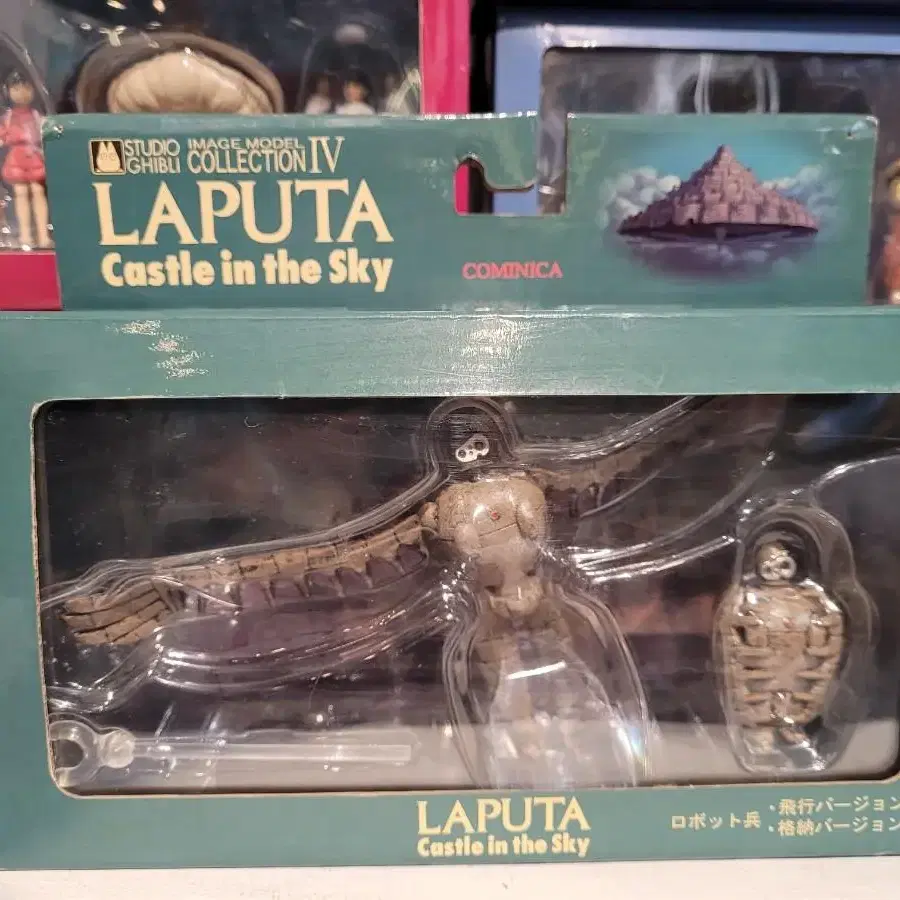 STUDIO GHIBLI IMAGE MODEL COLLECTION IV
LAPUTA
Castle in the Sky
COMINICA
LAPUTA
Castle in the Sky
ロボット兵 ・飛行バージョン
・格納バージョン